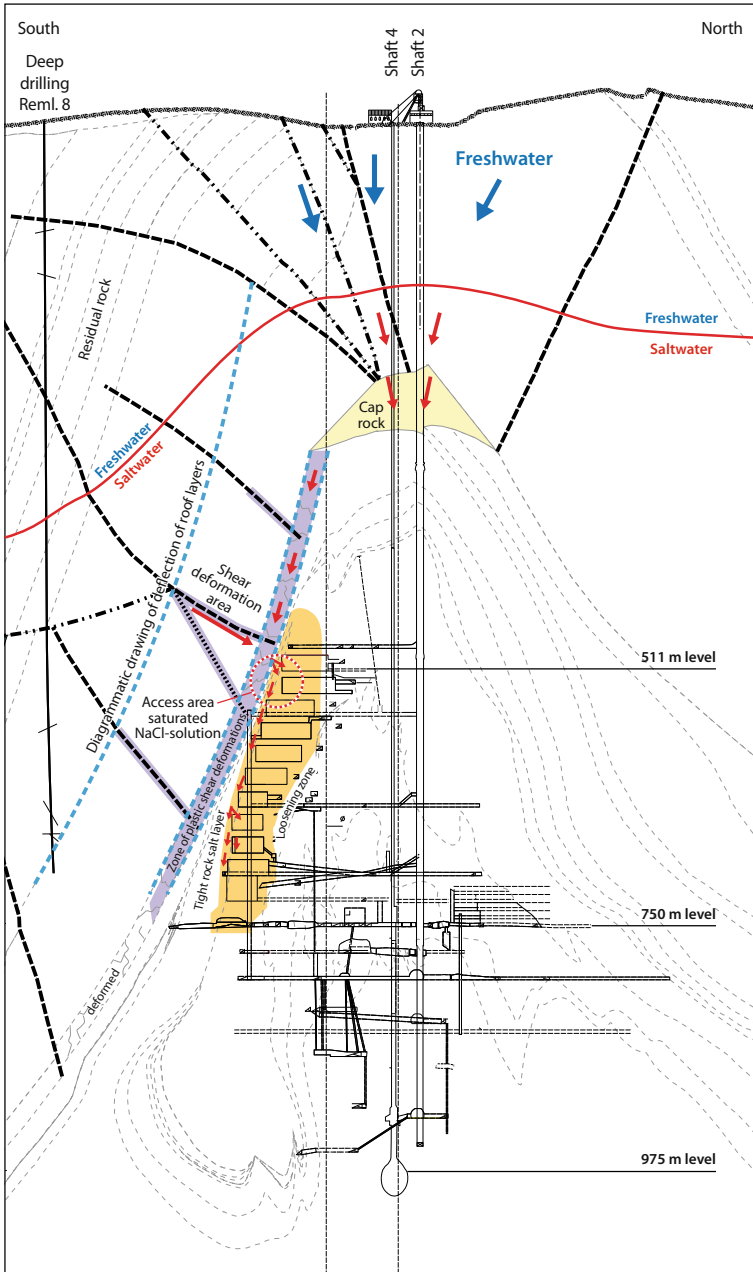 South
North
Deep
drilling
Reml. 8
Shaft 4
Shaft 2
Freshwater
Residual rock
Freshwater
Saltwater
Cap
rock
Freshwater
Saltwater
Diagrammatic drawing of deflection of roof layers
Shear
deformation
area
511 m level
Access area
saturated
NaCl-solution
Zone of plastic shear deformations
Loosening zone
Tight rock salt layer
750 m level
deformed
975 m level